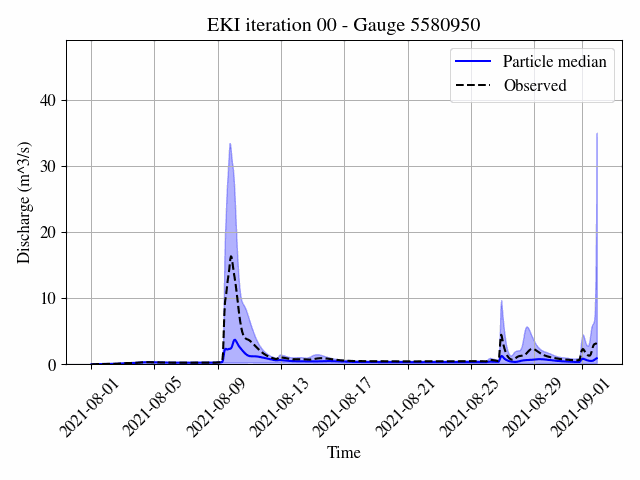 EKI iteration 00 - Gauge 5580950
Particle median
Observed
Discharge (m^3/s)
40
30
20
10
0
2021-08-01
2021-08-05
2021-08-09
2021-08-13
2021-08-17
2021-08-21
2021-08-25
2021-08-29
2021-09-01
Time